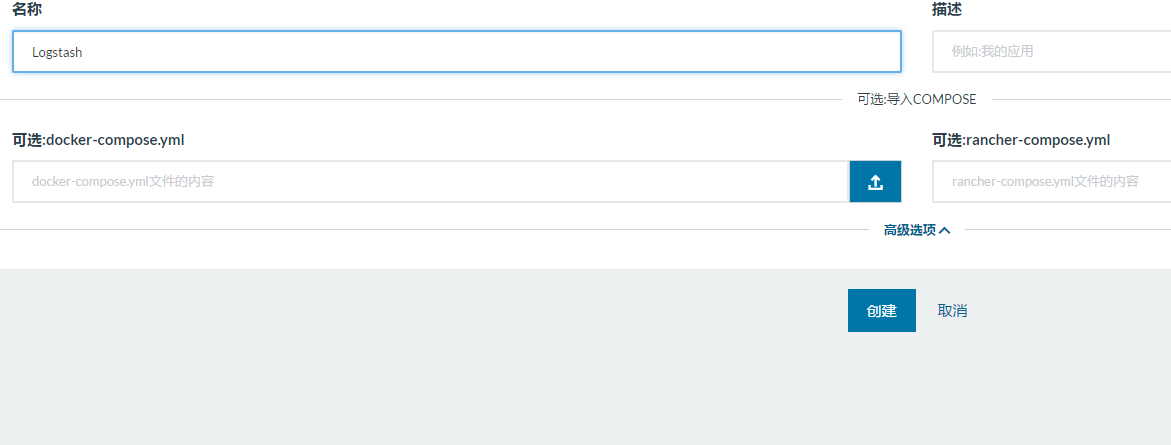 名称
描述
Logstash
例如:我的应用
可选:导入COMPOSE
可选:docker-compose.yml
可选:rancher-compose.yml
docker-compose.yml文件的内容
rancher-compose.yml文件的内容
高级选项
创建
取消